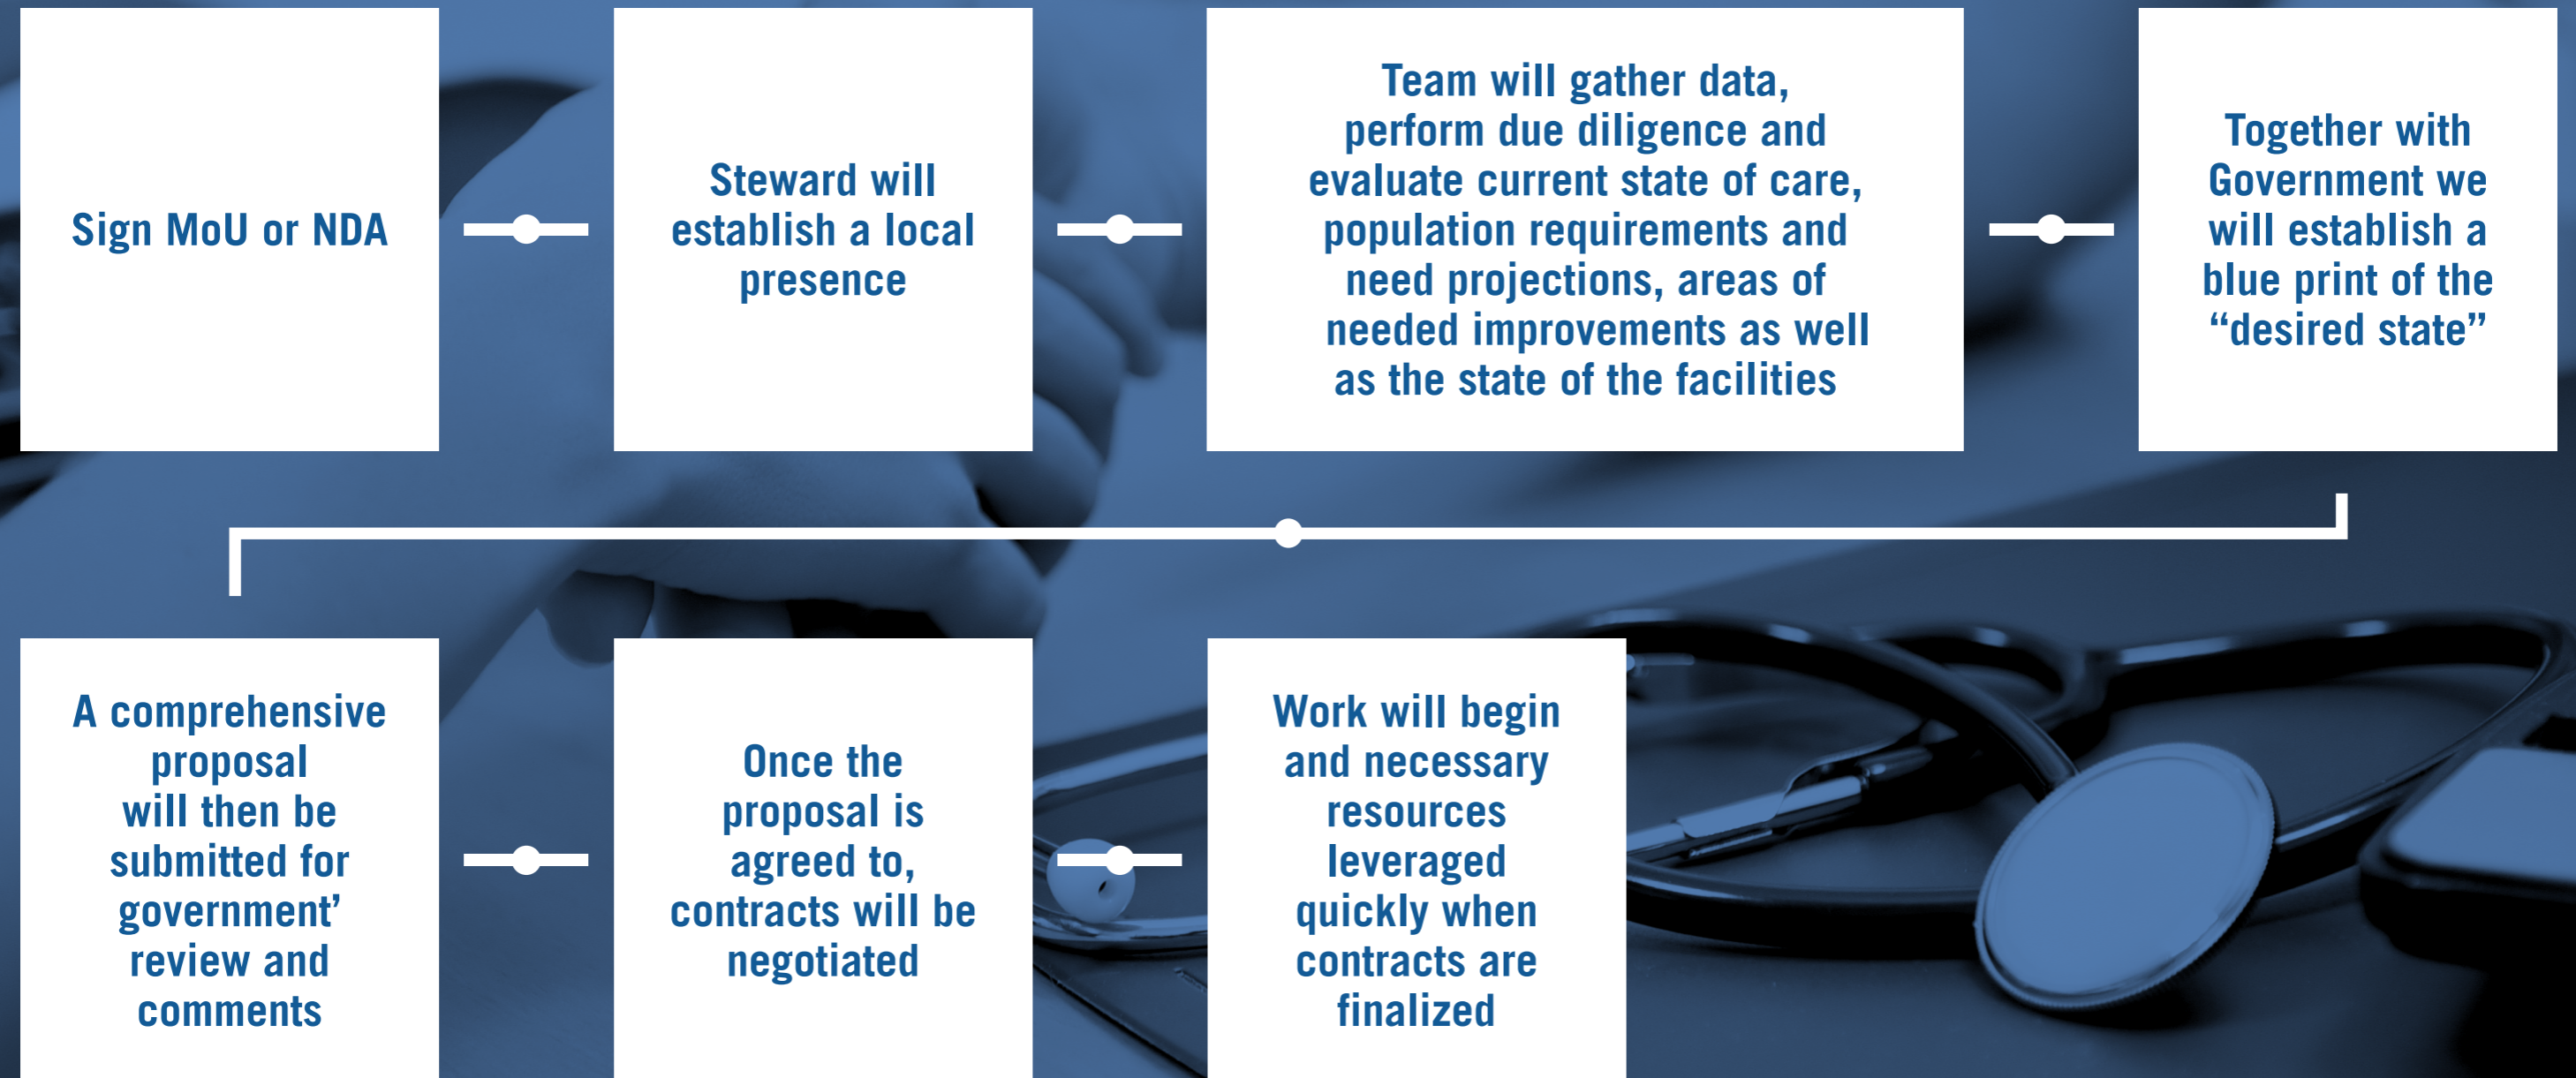 Sign MoU or NDA
Steward will
establish a local
presence
Team will gather data,
perform due diligence and
evaluate current state of care,
population requirements and
need projections, areas of
needed improvements as well
as the state of the facilities
Together with
Government we
will establish a
blue print of the
“desired state”
A comprehensive
proposal
will then be
submitted for
government’
review and
comments
Once the
proposal is
agreed to,
contracts will be
negotiated
Work will begin
and necessary
resources
leveraged
quickly when
contracts are
finalized